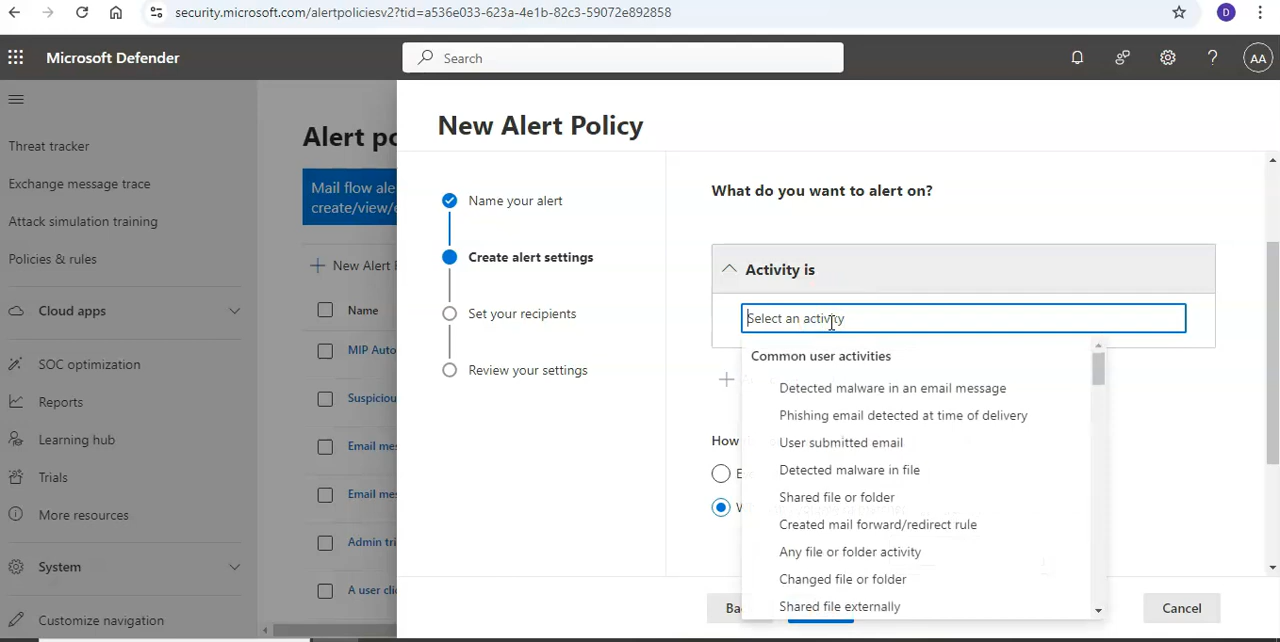 security.microsoft.com/alertpoliciesv2?tid=a536e033-623a-4e1b-82c3-59072e892858
D
Microsoft Defender
Search
AA
Threat tracker
Exchange message trace
Attack simulation training
Policies & rules
Cloud apps
SOC optimization
Reports
Learning hub
Trials
More resources
System
Customize navigation
Alert po
Mail flow ale
create/view/e
New Alert
Name
MIP Auto
Suspiciou
Email mes
Email mes
Admin tri
A user clic
New Alert Policy
Name your alert
Create alert settings
Set your recipients
Review your settings
What do you want to alert on?
Activity is
Select an activity
Common user activities
Detected malware in an email message
Phishing email detected at time of delivery
User submitted email
Detected malware in file
Shared file or folder
Created mail forward/redirect rule
Any file or folder activity
Changed file or folder
Shared file externally
How
E
W
Ba
Cancel